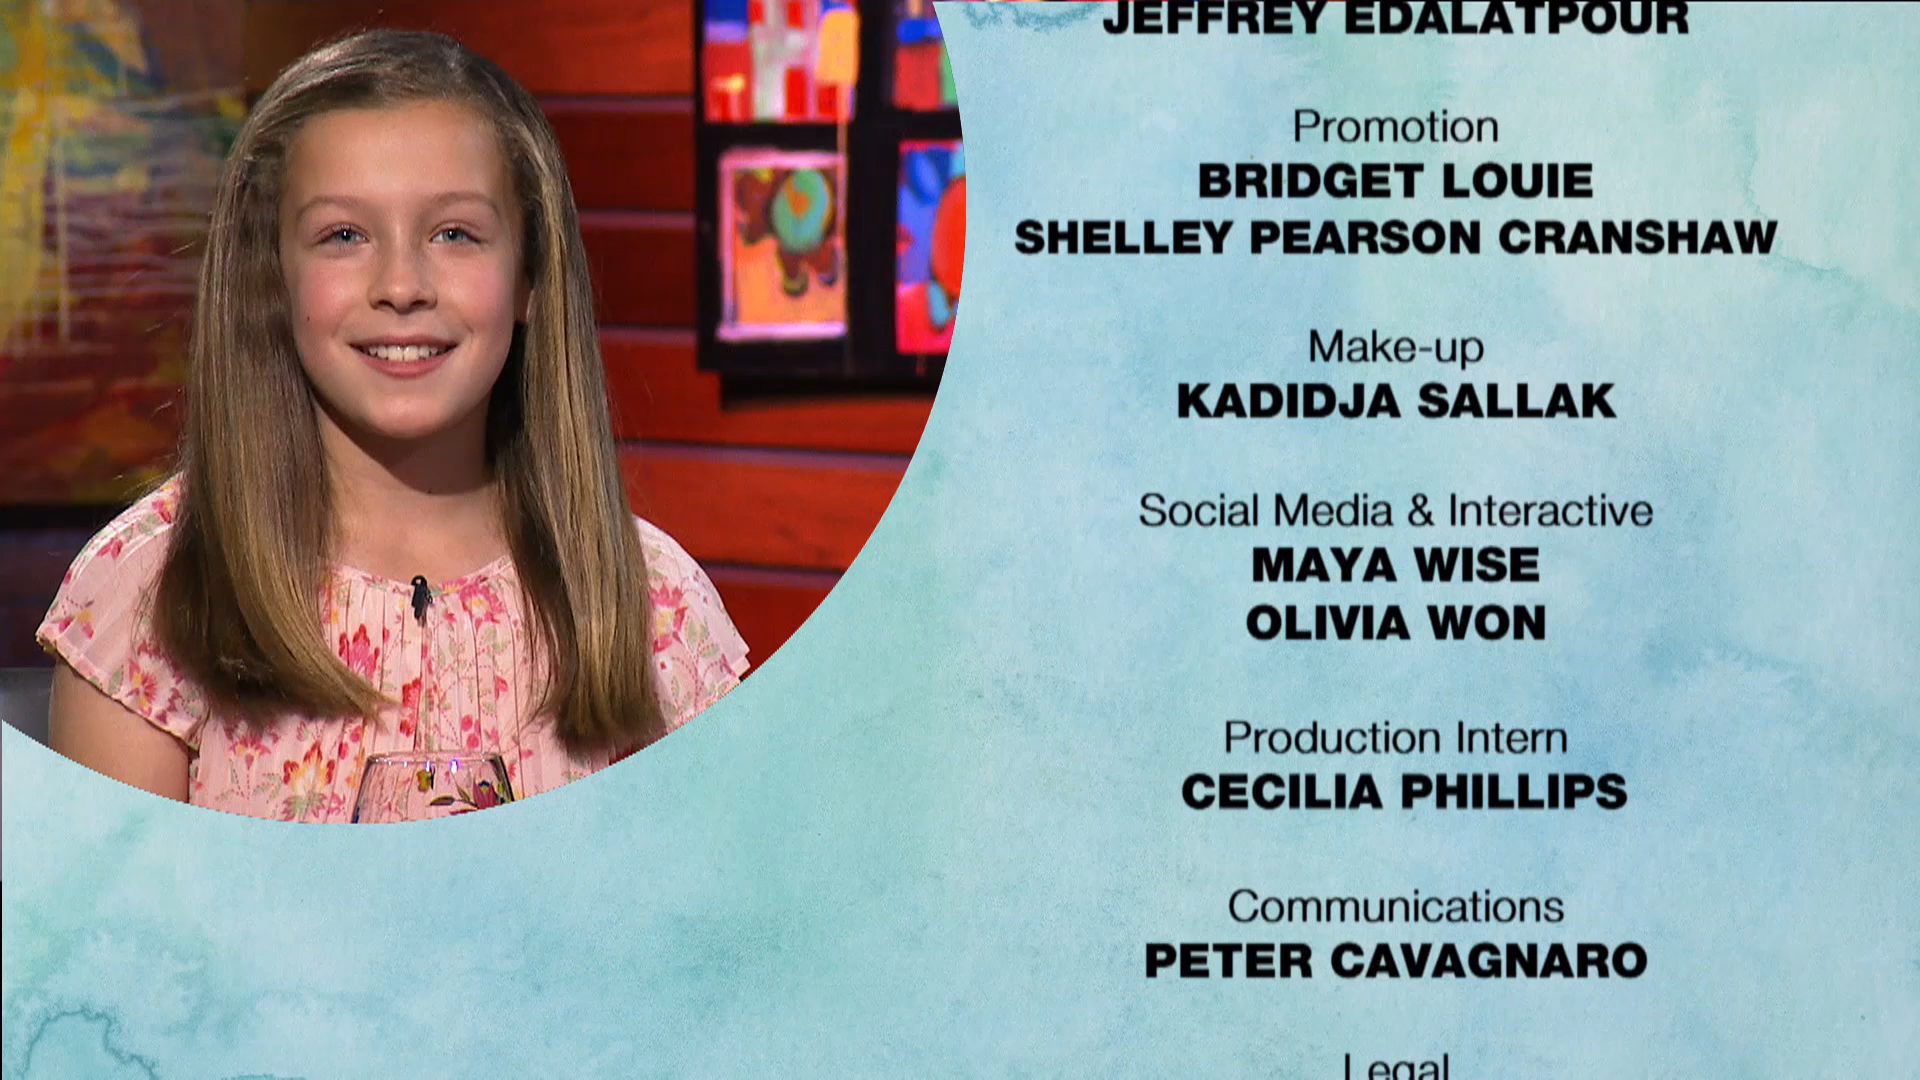 JEFFREY EDALATPOUR
Promotion
BRIDGET LOUIE
SHELLEY PEARSON CRANSHAW
Make-up
KADIDJA SALLAK
Social Media & Interactive
MAYA WISE
OLIVIA WON
Production Intern
CECILIA PHILLIPS
Communications
PETER CAVAGNARO
Legal